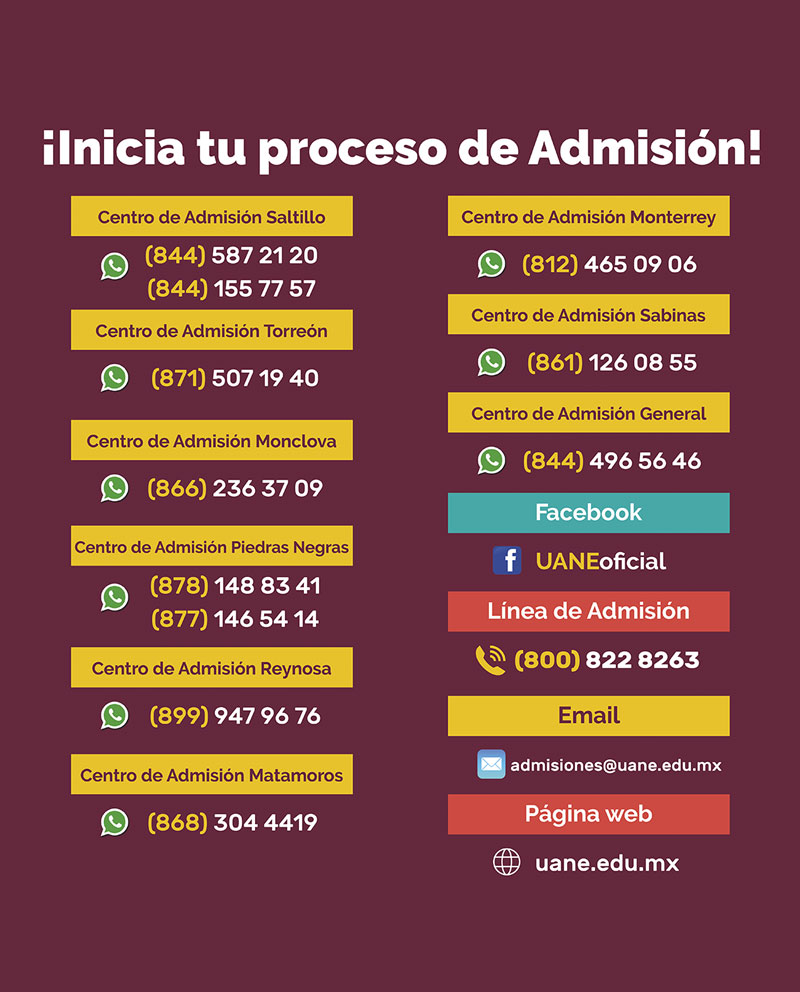 ¡Inicia tu proceso de Admisión!
Centro de Admisión Saltillo
(844) 587 21 20
(844) 155 77 57
Centro de Admisión Torreón
(871) 507 19 40
Centro de Admisión Monclova
(866) 236 37 09
Centro de Admisión Piedras Negras
(878) 148 83 41
(877) 146 54 14
Centro de Admisión Reynosa
(899) 947 96 76
Centro de Admisión Matamoros
(868) 304 4419
Centro de Admisión Monterrey
(812) 465 09 06
Centro de Admisión Sabinas
(861) 126 08 55
Centro de Admisión General
(844) 496 56 46
Facebook
UANEoficial
Línea de Admisión
(800) 822 8263
Email
admisiones@uane.edu.mx
Página web
uane.edu.mx